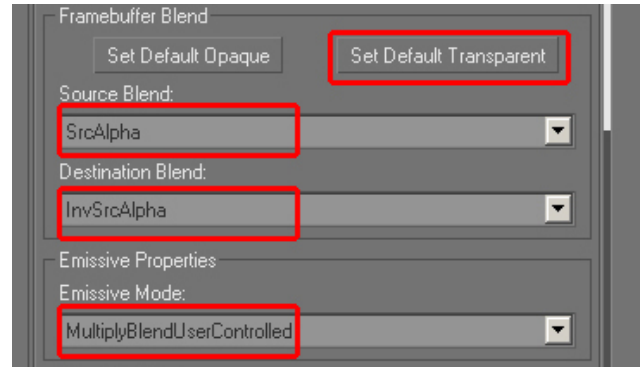 Framebuffer Blend
Set Default Opaque Set Default Transparent
Source Blend:
SrcAlpha
Destination Blend:
InvSrcAlpha
Emissive Properties
Emissive Mode:
MultiplyBlendUserControlled